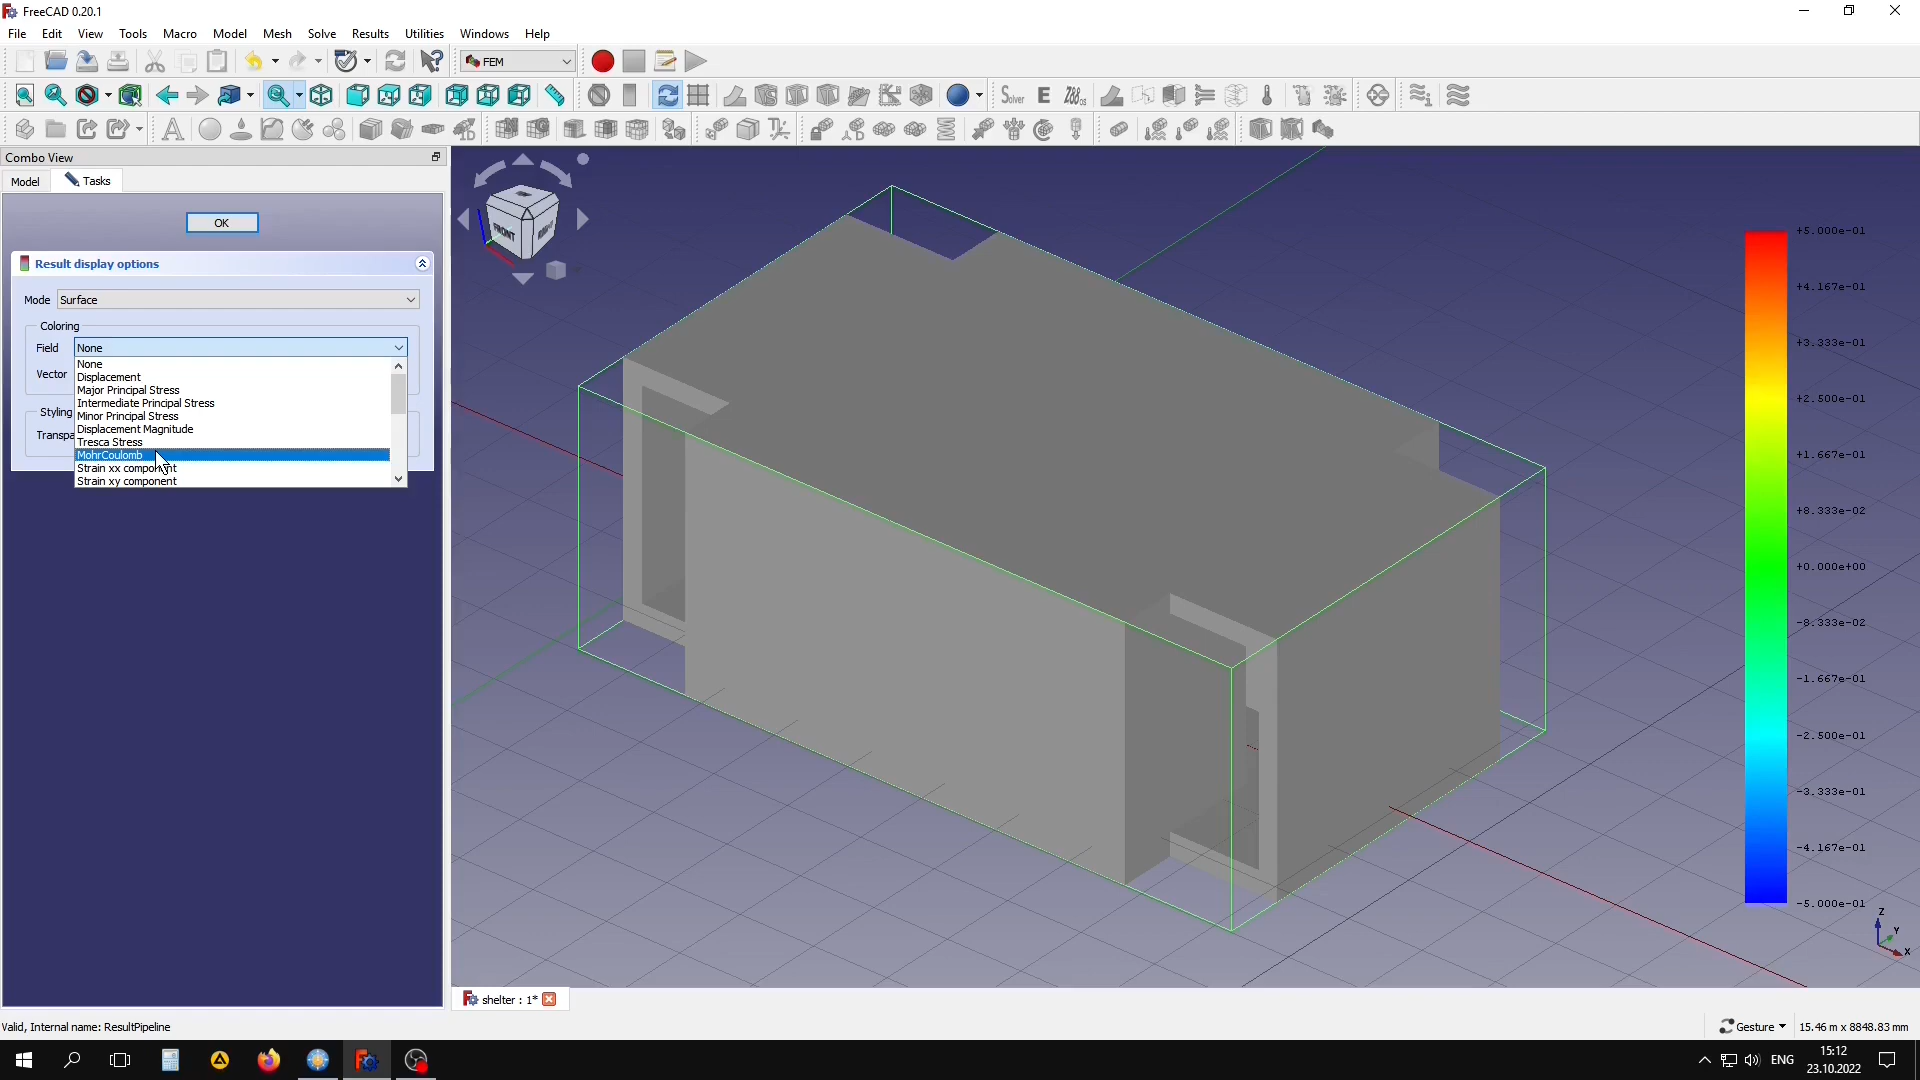 FreeCAD 0.20.1
File Edit View Tools Macro Model Mesh Solve Results Utilities Windows Help
FEM
Solver E Z88os
Combo View
Model Tasks
OK
Result display options
Mode Surface
Coloring
Field None
Vector
None
Displacement
Major Principal Stress
Intermediate Principal Stress
Minor Principal Stress
Displacement Magnitude
Tresca Stress
MohrCoulomb
Strain xx component
Strain xy component
Styling
Transpa
FRONT
RIGHT
+5.000e-01
+4.167e-01
+3.333e-01
+2.500e-01
+1.667e-01
+8.333e-02
+0.000e+00
-8.333e-02
-1.667e-01
-2.500e-01
-3.333e-01
-4.167e-01
-5.000e-01
Z
Y
X
shelter : 1*
Valid, Internal name: ResultPipeline
Gesture 15.46 m x 8848.83 mm
ENG
15:12
23.10.2022